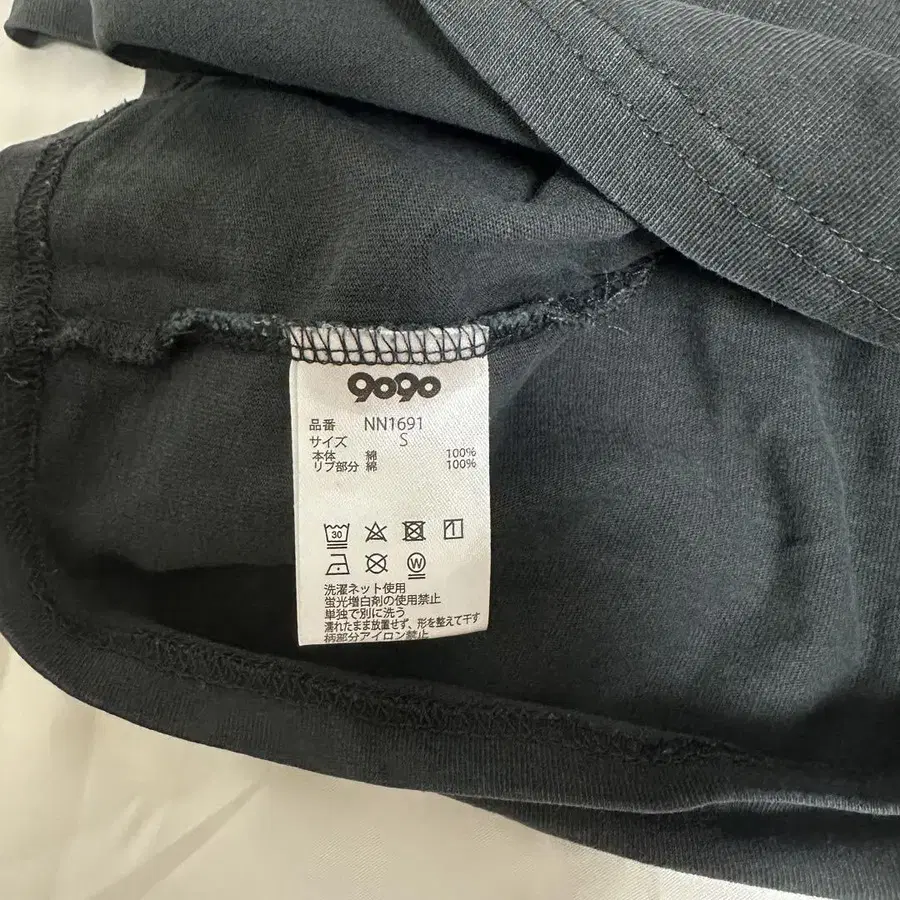 9090
品番 NN1691
サイズ S
本体 綿 100%
リブ部分 綿 100%
30
W
洗濯ネット使用
蛍光増白剤の使用禁止
単独で別に洗う
濡れたまま放置せず、形を整えて干す
柄部分アイロン禁止